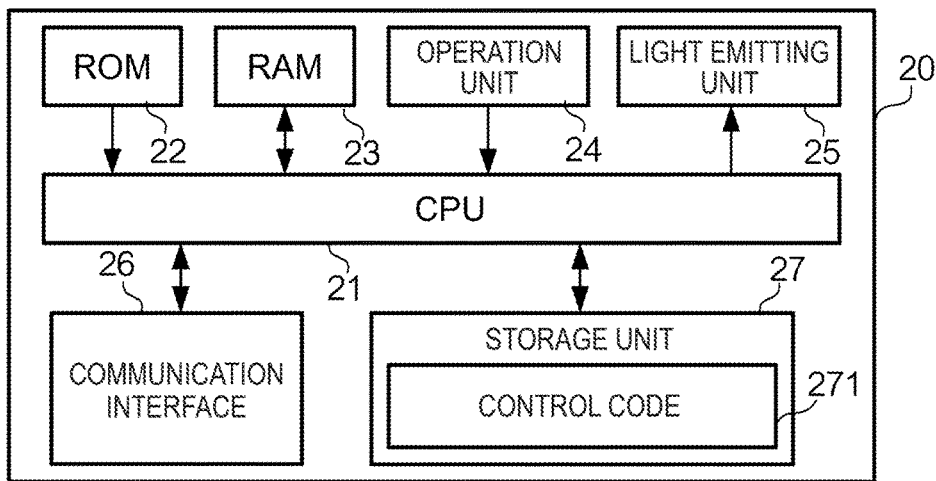 ROM
RAM
OPERATION
UNIT
LIGHT EMITTING
UNIT
20
22
23
24
25
CPU
26
21
27
COMMUNICATION
INTERFACE
STORAGE UNIT
CONTROL CODE
271